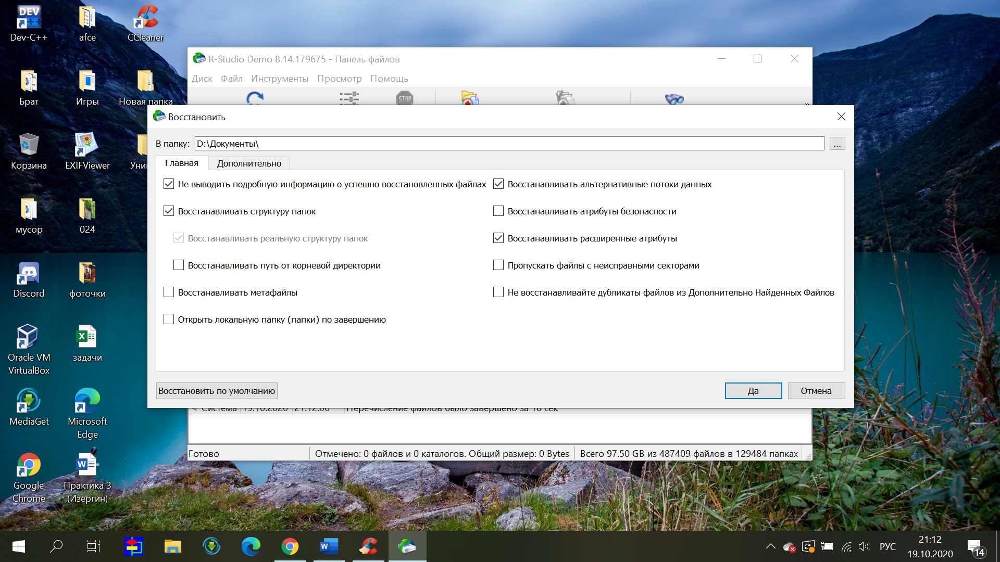 DEV
Dev-C++
afce
CCleaner
Брат
Игры
Новая папка
Корзина
EXIFViewer
мусор
024
Discord
фоточки
Oracle VM
VirtualBox
задачи
MediaGet
Microsoft
Edge
Google
Chrome
Практика 3
(Изергин)
R-Studio Demo 8.14.179675 - Панель файлов
Диск Файл Инструменты Просмотр Помощь
STOP
»
Восстановить
В папку: D:\Документы\ ...
Главная Дополнительно
Не выводить подробную информацию о успешно восстановленных файлах
Восстанавливать альтернативные потоки данных
Восстанавливать структуру папок
Восстанавливать атрибуты безопасности
Восстанавливать реальную структуру папок
Восстанавливать расширенные атрибуты
Восстанавливать путь от корневой директории
Пропускать файлы с неисправными секторами
Восстанавливать метафайлы
Не восстанавливайте дубликаты файлов из Дополнительно Найденных Файлов
Открыть локальную папку (папки) по завершению
Восстановить по умолчанию Да Отмена
Система 19.10.2020 21:12:06 Перечисление файлов было завершено за 18 сек
Готово Отмечено: 0 файлов и 0 каталогов. Общий размер: 0 Bytes Всего 97.50 GB из 487409 файлов в 129484 папках
РУС
21:12
19.10.2020
14